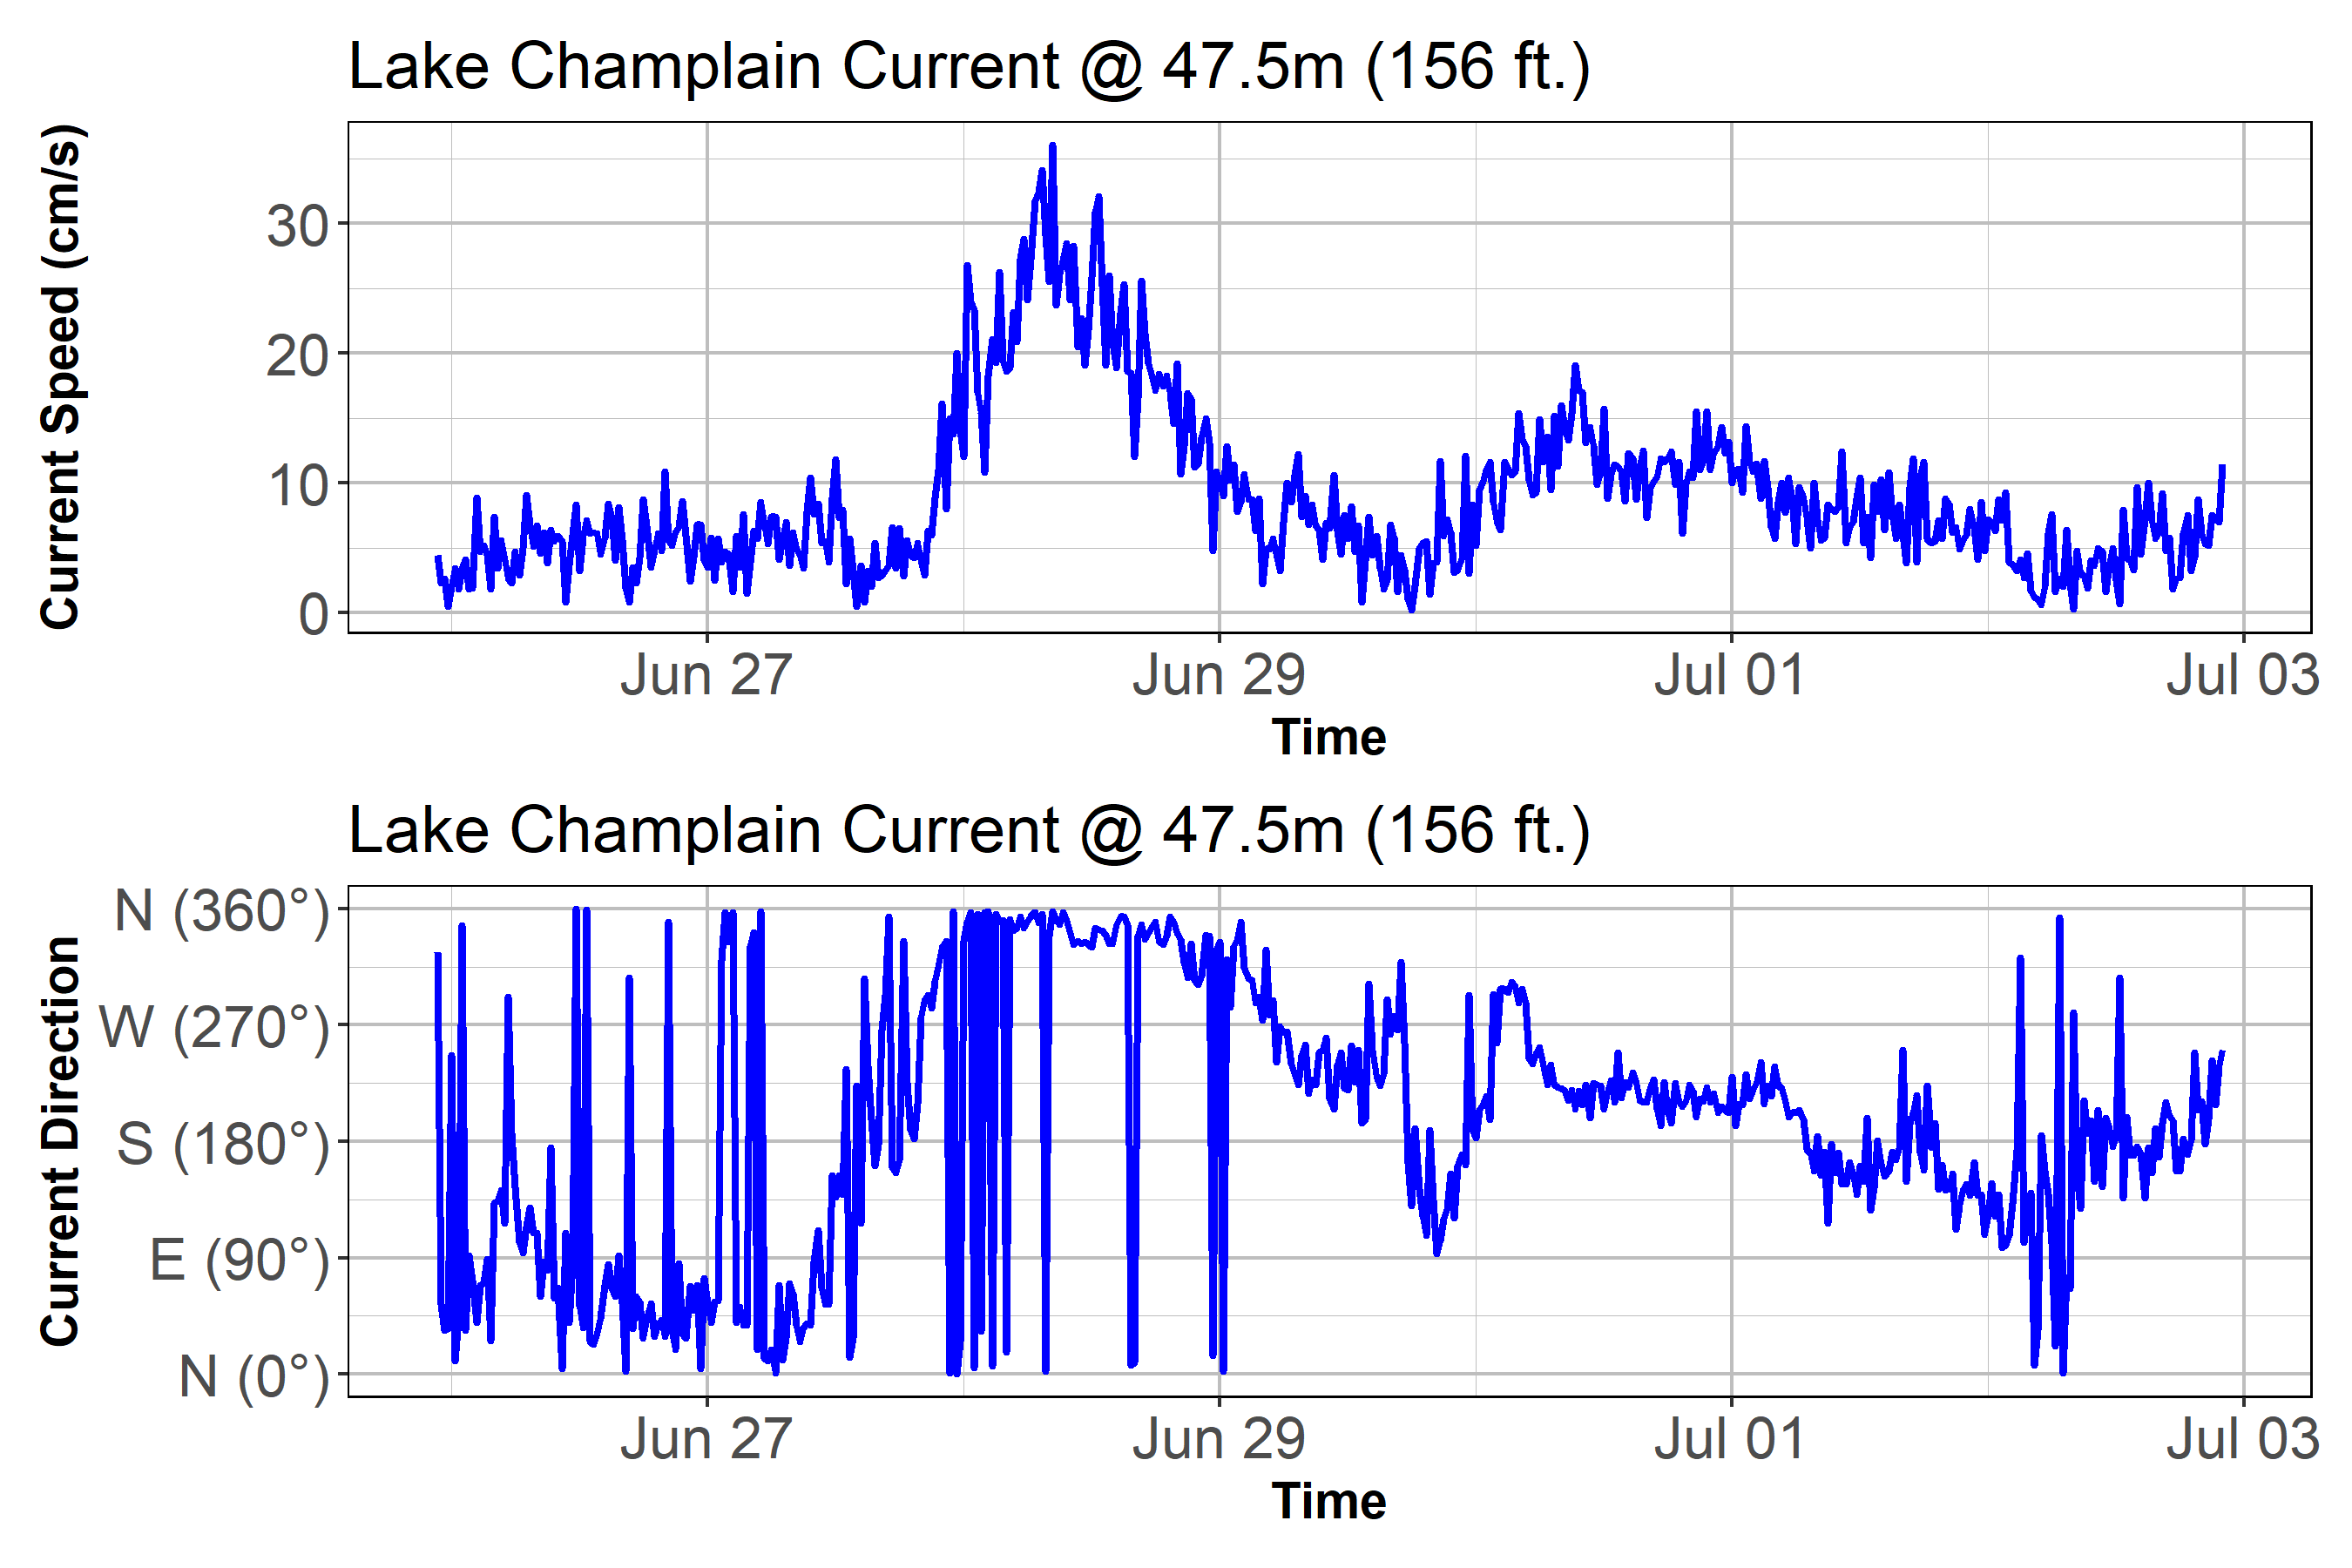 Lake Champlain Current @ 47.5m (156 ft.)
Current Speed (cm/s)
30
20
10
0
Jun 27 Jun 29 Jul 01 Jul 03
Time
Lake Champlain Current @ 47.5m (156 ft.)
Current Direction
N (360°)
W (270°)
S (180°)
E (90°)
N (0°)
Jun 27 Jun 29 Jul 01 Jul 03
Time